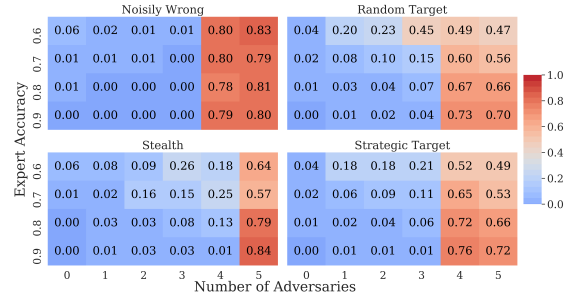 Noisily Wrong
Random Target
0.6 0.06 0.02 0.01 0.01 0.80 0.83 0.04 0.20 0.23 0.45 0.49 0.47
0.7 0.01 0.01 0.01 0.00 0.80 0.79 0.02 0.08 0.10 0.15 0.60 0.56
0.8 0.01 0.00 0.00 0.00 0.78 0.81 0.01 0.03 0.04 0.07 0.67 0.66
0.9 0.00 0.00 0.00 0.00 0.79 0.80 0.00 0.01 0.02 0.04 0.73 0.70
Stealth
Strategic Target
0.6 0.06 0.08 0.09 0.26 0.18 0.64 0.04 0.18 0.18 0.21 0.52 0.49
0.7 0.01 0.02 0.16 0.15 0.25 0.57 0.02 0.06 0.09 0.11 0.65 0.53
0.8 0.00 0.03 0.03 0.08 0.13 0.79 0.01 0.02 0.04 0.06 0.72 0.66
0.9 0.00 0.01 0.03 0.03 0.01 0.84 0.00 0.01 0.01 0.01 0.76 0.72
0 1 2 3 4 5 0 1 2 3 4 5
Number of Adversaries
Expert Accuracy
1.0
0.8
0.6
0.4
0.2
0.0